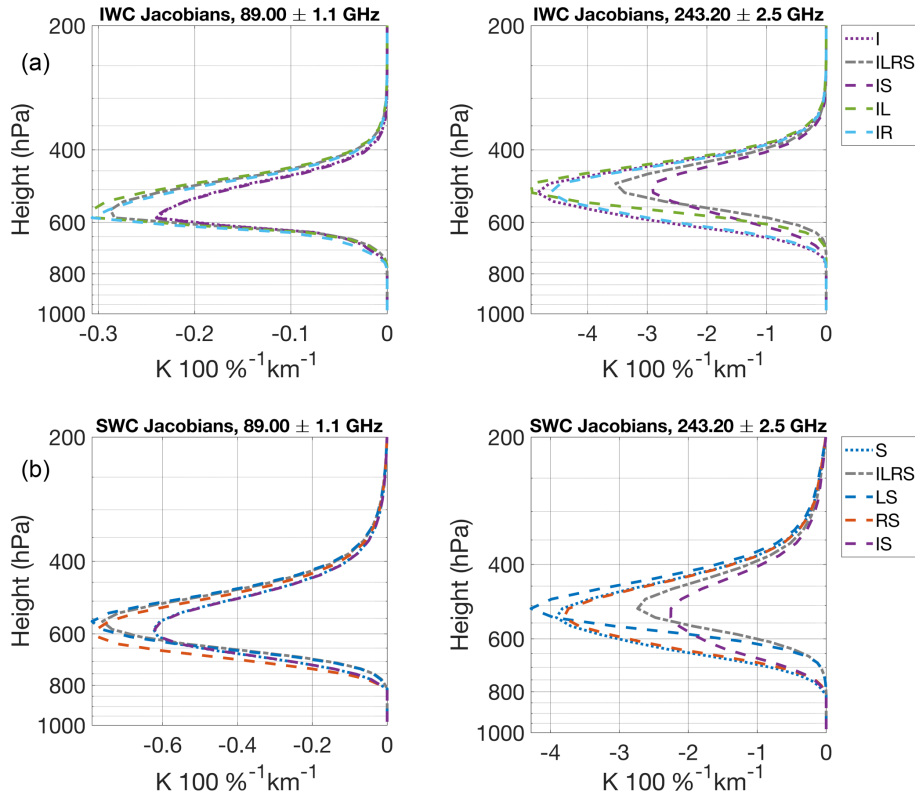 IWC Jacobians, 89.00 ± 1.1 GHz
IWC Jacobians, 243.20 ± 2.5 GHz
(a)
200
400
600
800
1000
Height (hPa)
-0.3
-0.2
-0.1
0
K 100 %⁻¹km⁻¹
200
400
600
800
1000
Height (hPa)
-4
-3
-2
-1
0
K 100 %⁻¹km⁻¹
I
ILRS
IS
IL
IR
SWC Jacobians, 89.00 ± 1.1 GHz
SWC Jacobians, 243.20 ± 2.5 GHz
(b)
200
400
600
800
1000
Height (hPa)
-0.6
-0.4
-0.2
0
K 100 %⁻¹km⁻¹
200
400
600
800
1000
Height (hPa)
-4
-3
-2
-1
0
K 100 %⁻¹km⁻¹
S
ILRS
LS
RS
IS